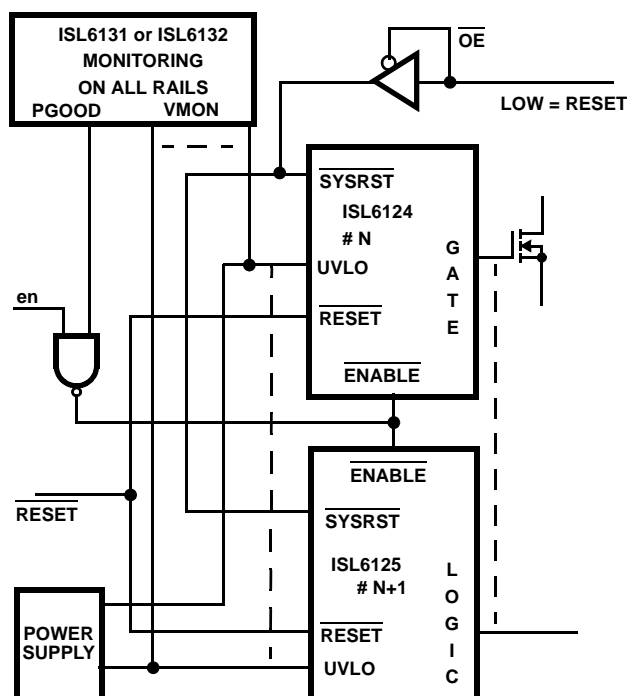 ISL6131 or ISL6132
MONITORING
ON ALL RAILS
PGOOD VMON
OE
LOW = RESET
SYSRST
ISL6124
# N
UVLO
RESET
ENABLE
G
A
T
E
en
RESET
ENABLE
SYSRST
ISL6125
# N+1
RESET
UVLO
L
O
G
I
C
POWER
SUPPLY